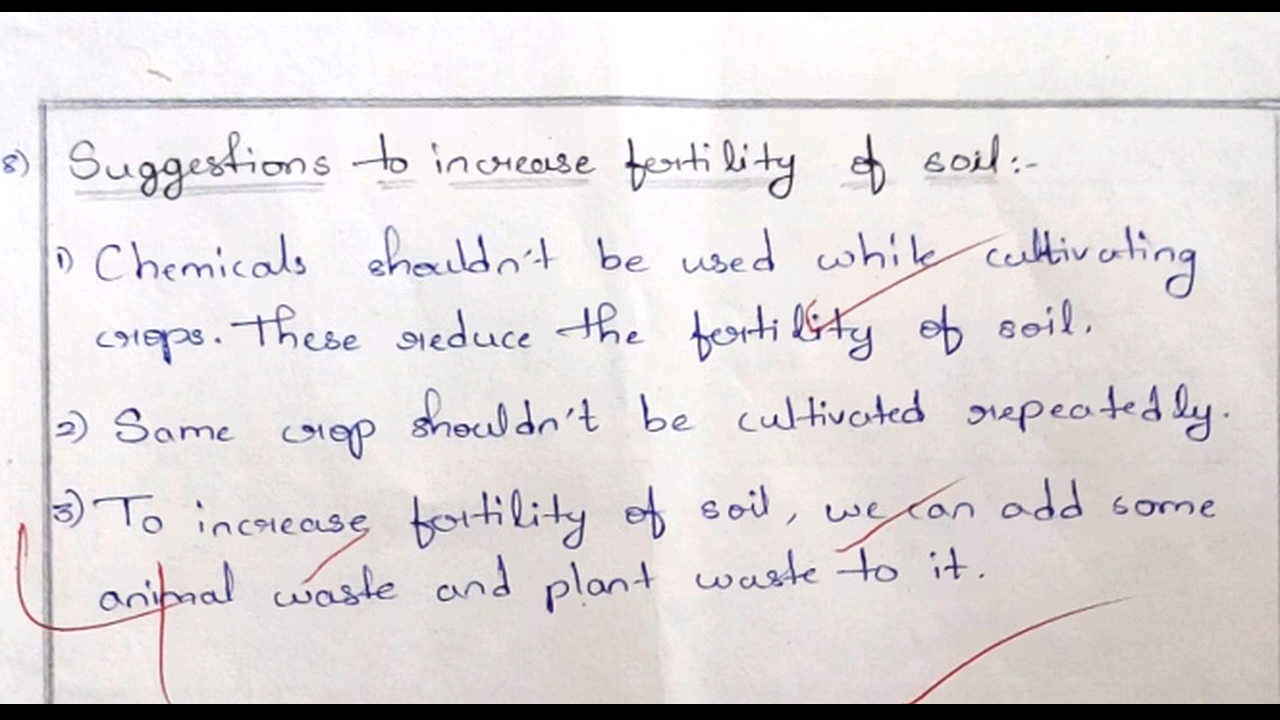 8) Suggestions to increase fertility of soil:-
1) Chemicals shouldn't be used while cultivating
crops. These reduce the fertility of soil.
2) Same crop shouldn't be cultivated repeatedly.
3) To increase fertility of soil, we can add some
animal waste and plant waste to it.